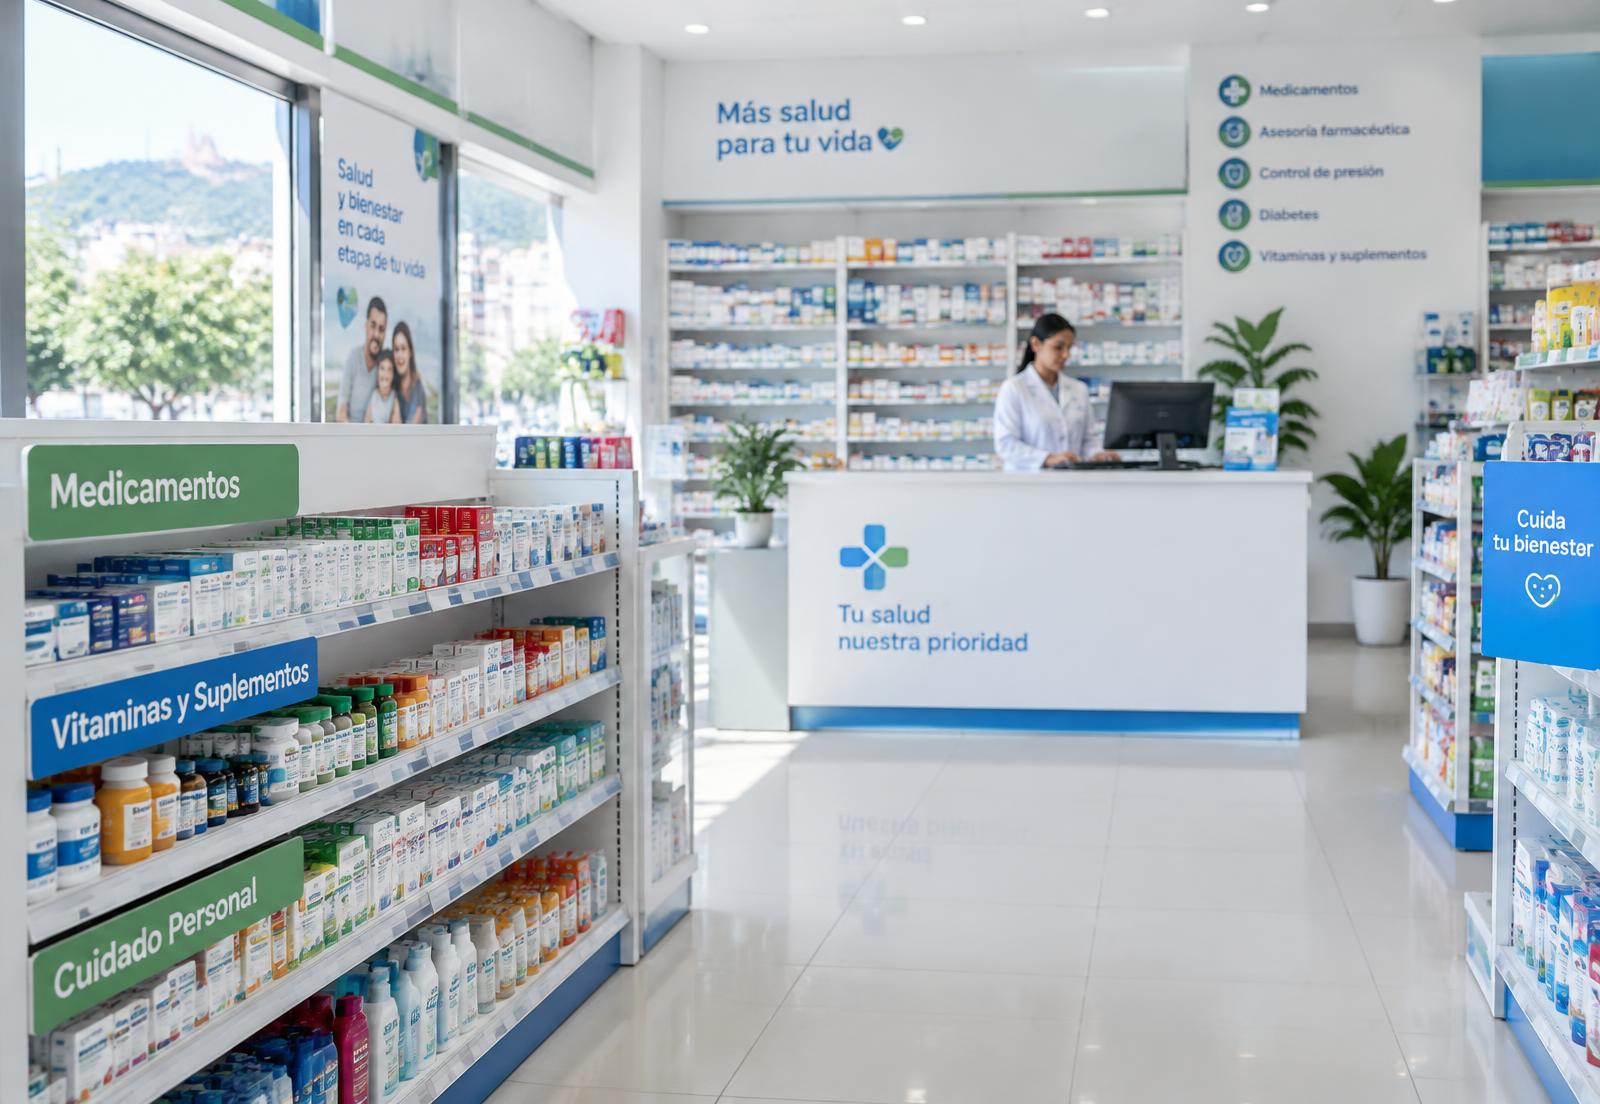 Más salud
para tu vida
Medicamentos
Asesoría farmacéutica
Control de presión
Diabetes
Vitaminas y suplementos
Salud
y bienestar
en cada
etapa de tu vida
Medicamentos
Vitaminas y Suplementos
Cuidado Personal
Tu salud
nuestra prioridad
Cuida
tu bienestar